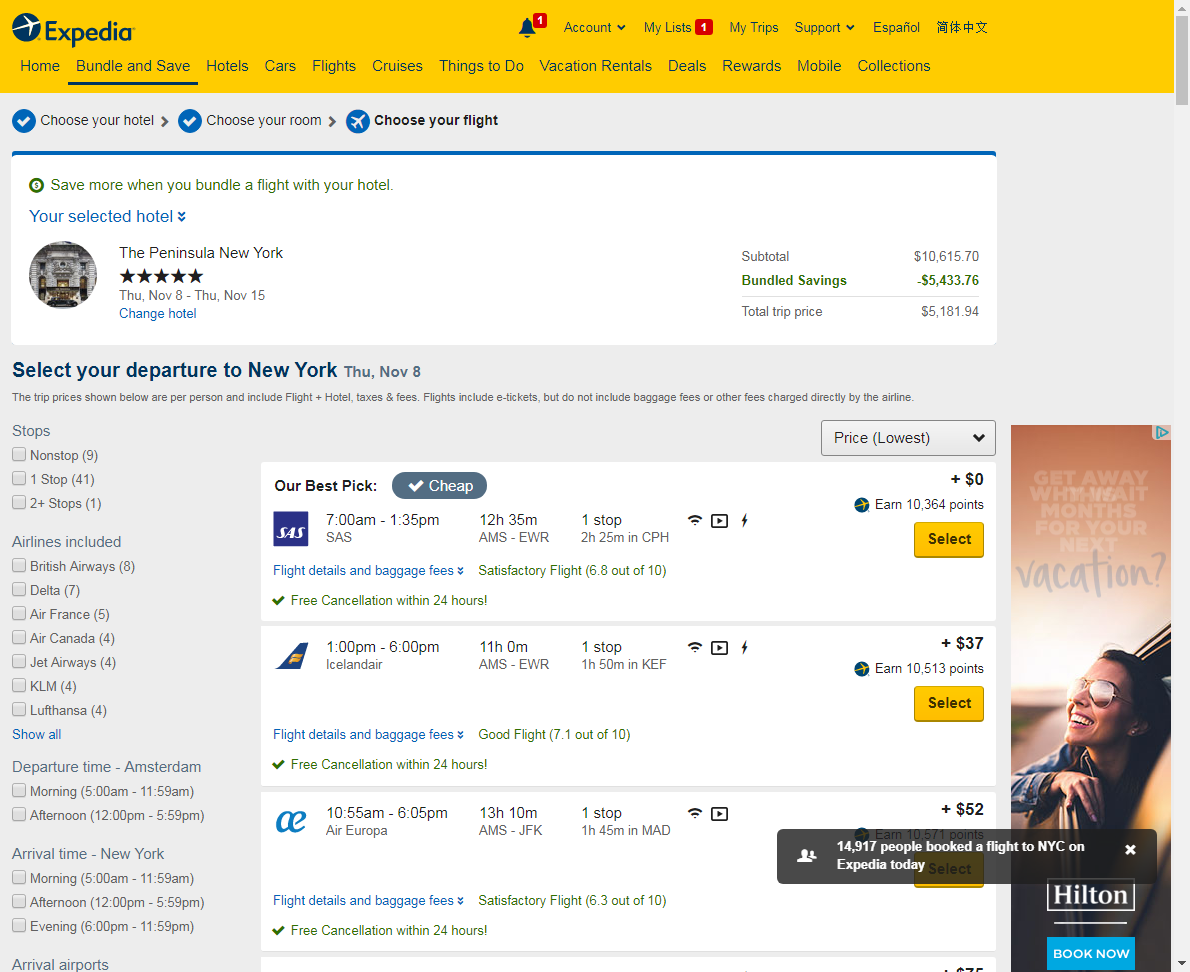 Expedia
1
Account
My Lists 1
My Trips
Support
Español
简体中文
Home
Bundle and Save
Hotels
Cars
Flights
Cruises
Things to Do
Vacation Rentals
Deals
Rewards
Mobile
Collections
Choose your hotel
Choose your room
Choose your flight
Save more when you bundle a flight with your hotel.
Your selected hotel
The Peninsula New York
Thu, Nov 8 - Thu, Nov 15
Change hotel
Subtotal $10,615.70
Bundled Savings -$5,433.76
Total trip price $5,181.94
Select your departure to New York Thu, Nov 8
The trip prices shown below are per person and include Flight + Hotel, taxes & fees. Flights include e-tickets, but do not include baggage fees or other fees charged directly by the airline.
Stops
Nonstop (9)
1 Stop (41)
2+ Stops (1)
Airlines included
British Airways (8)
Delta (7)
Air France (5)
Air Canada (4)
Jet Airways (4)
KLM (4)
Lufthansa (4)
Show all
Departure time - Amsterdam
Morning (5:00am - 11:59am)
Afternoon (12:00pm - 5:59pm)
Arrival time - New York
Morning (5:00am - 11:59am)
Afternoon (12:00pm - 5:59pm)
Evening (6:00pm - 11:59pm)
Arrival airports
Price (Lowest)
Our Best Pick: Cheap
+ $0
Earn 10,364 points
Select
SAS
7:00am - 1:35pm 12h 35m 1 stop
SAS AMS - EWR 2h 25m in CPH
Flight details and baggage fees Satisfactory Flight (6.8 out of 10)
Free Cancellation within 24 hours!
1:00pm - 6:00pm 11h 0m 1 stop
Icelandair AMS - EWR 1h 50m in KEF
+ $37
Earn 10,513 points
Select
Flight details and baggage fees Good Flight (7.1 out of 10)
Free Cancellation within 24 hours!
10:55am - 6:05pm 13h 10m 1 stop
Air Europa AMS - JFK 1h 45m in MAD
+ $52
Earn 10,571 points
Select
Flight details and baggage fees Satisfactory Flight (6.3 out of 10)
Free Cancellation within 24 hours!
14,917 people booked a flight to NYC on
Expedia today
GET AWAY
MONTHS
FOR YOUR
NEXT
vacation?
Hilton
BOOK NOW